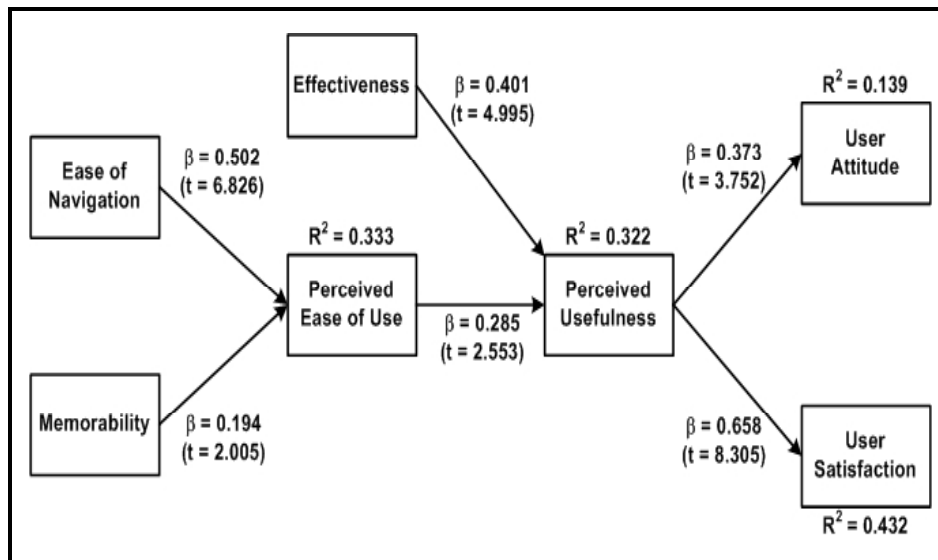 Effectiveness
β = 0.401
(t = 4.995)
R² = 0.139
User
Attitude
Ease of
Navigation
β = 0.502
(t = 6.826)
β = 0.373
(t = 3.752)
R² = 0.333
Perceived
Ease of Use
R² = 0.322
Perceived
Usefulness
β = 0.285
(t = 2.553)
Memorability
β = 0.194
(t = 2.005)
β = 0.658
(t = 8.305)
User
Satisfaction
R² = 0.432